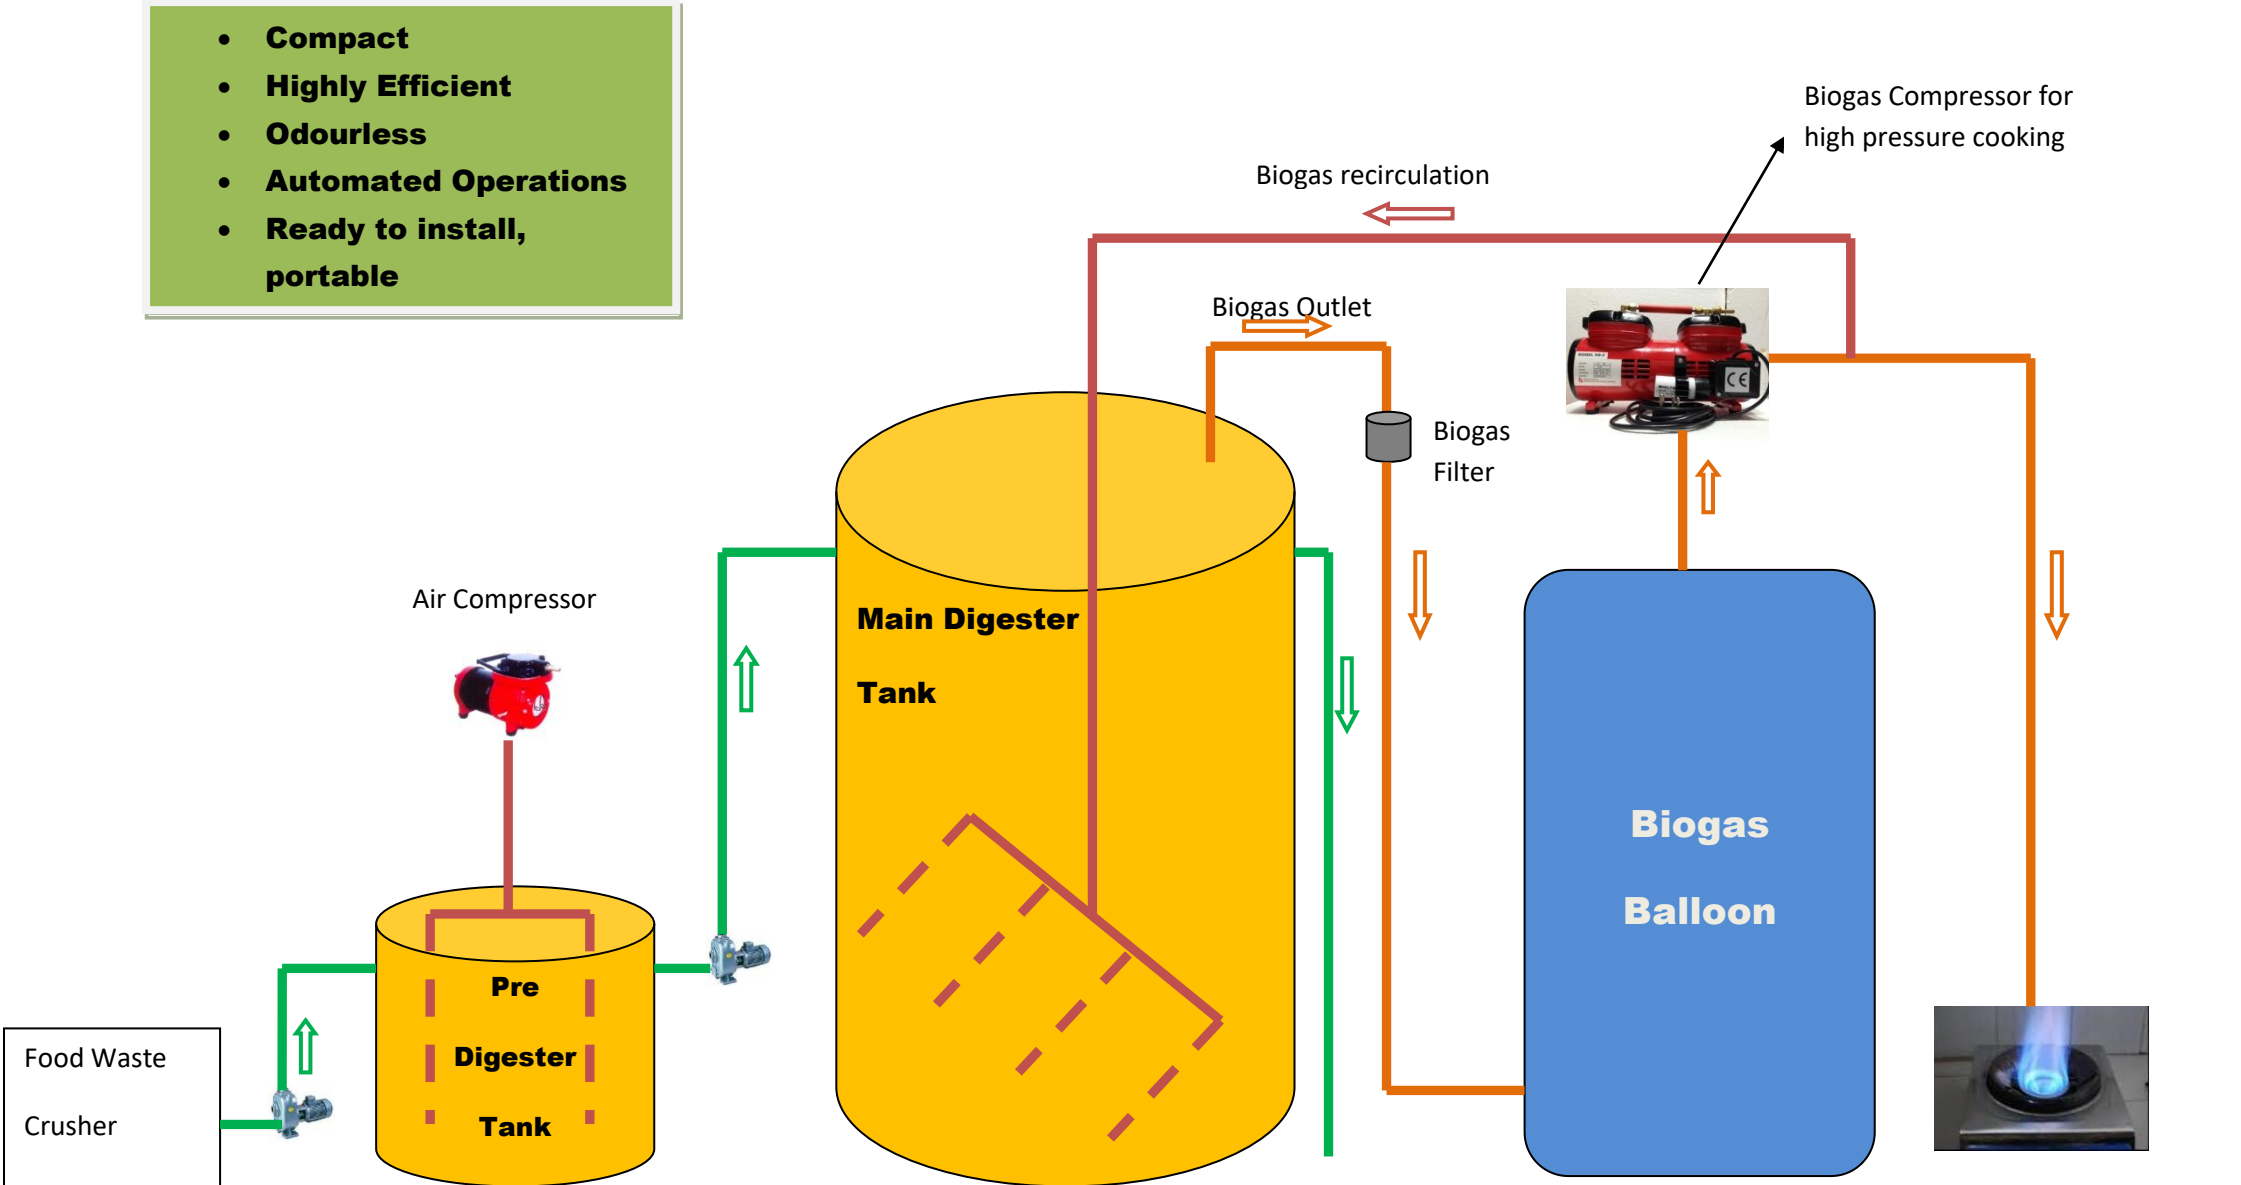 Compact
Highly Efficient
Odourless
Automated Operations
Ready to install,
portable
Biogas Compressor for
high pressure cooking
Biogas recirculation
Biogas Outlet
Biogas
Filter
Air Compressor
Main Digester
Tank
Biogas
Balloon
Pre
Digester
Tank
Food Waste
Crusher
CE